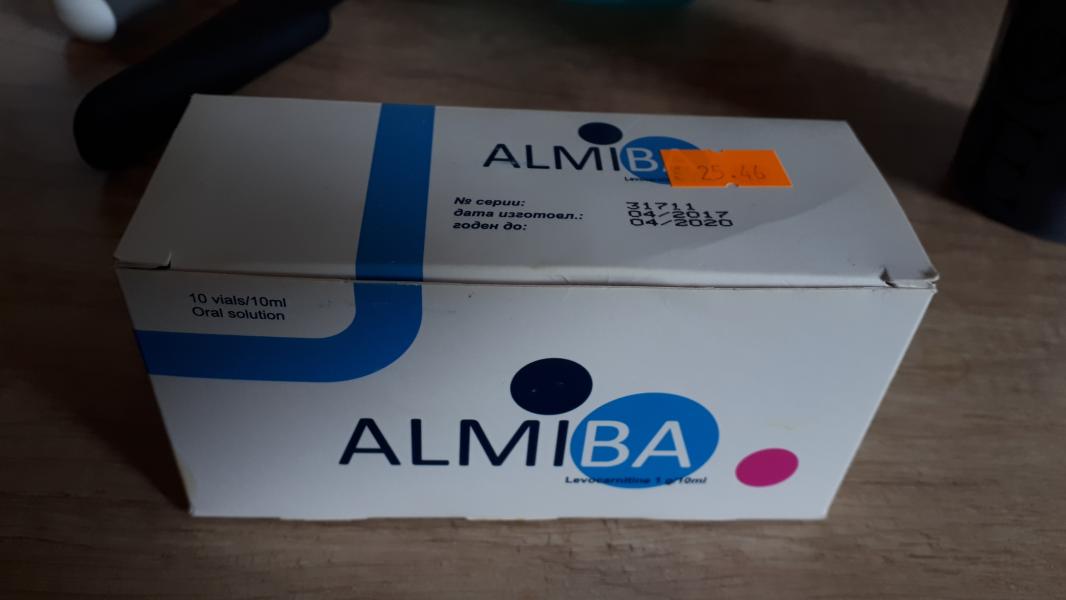 ALMIBA
25.46
№ серии: 31711
дата изготовл.: 04/2017
годен до: 04/2020
10 vials/10ml
Oral solution
ALMIBA
Levocarnitine 1 g/10ml